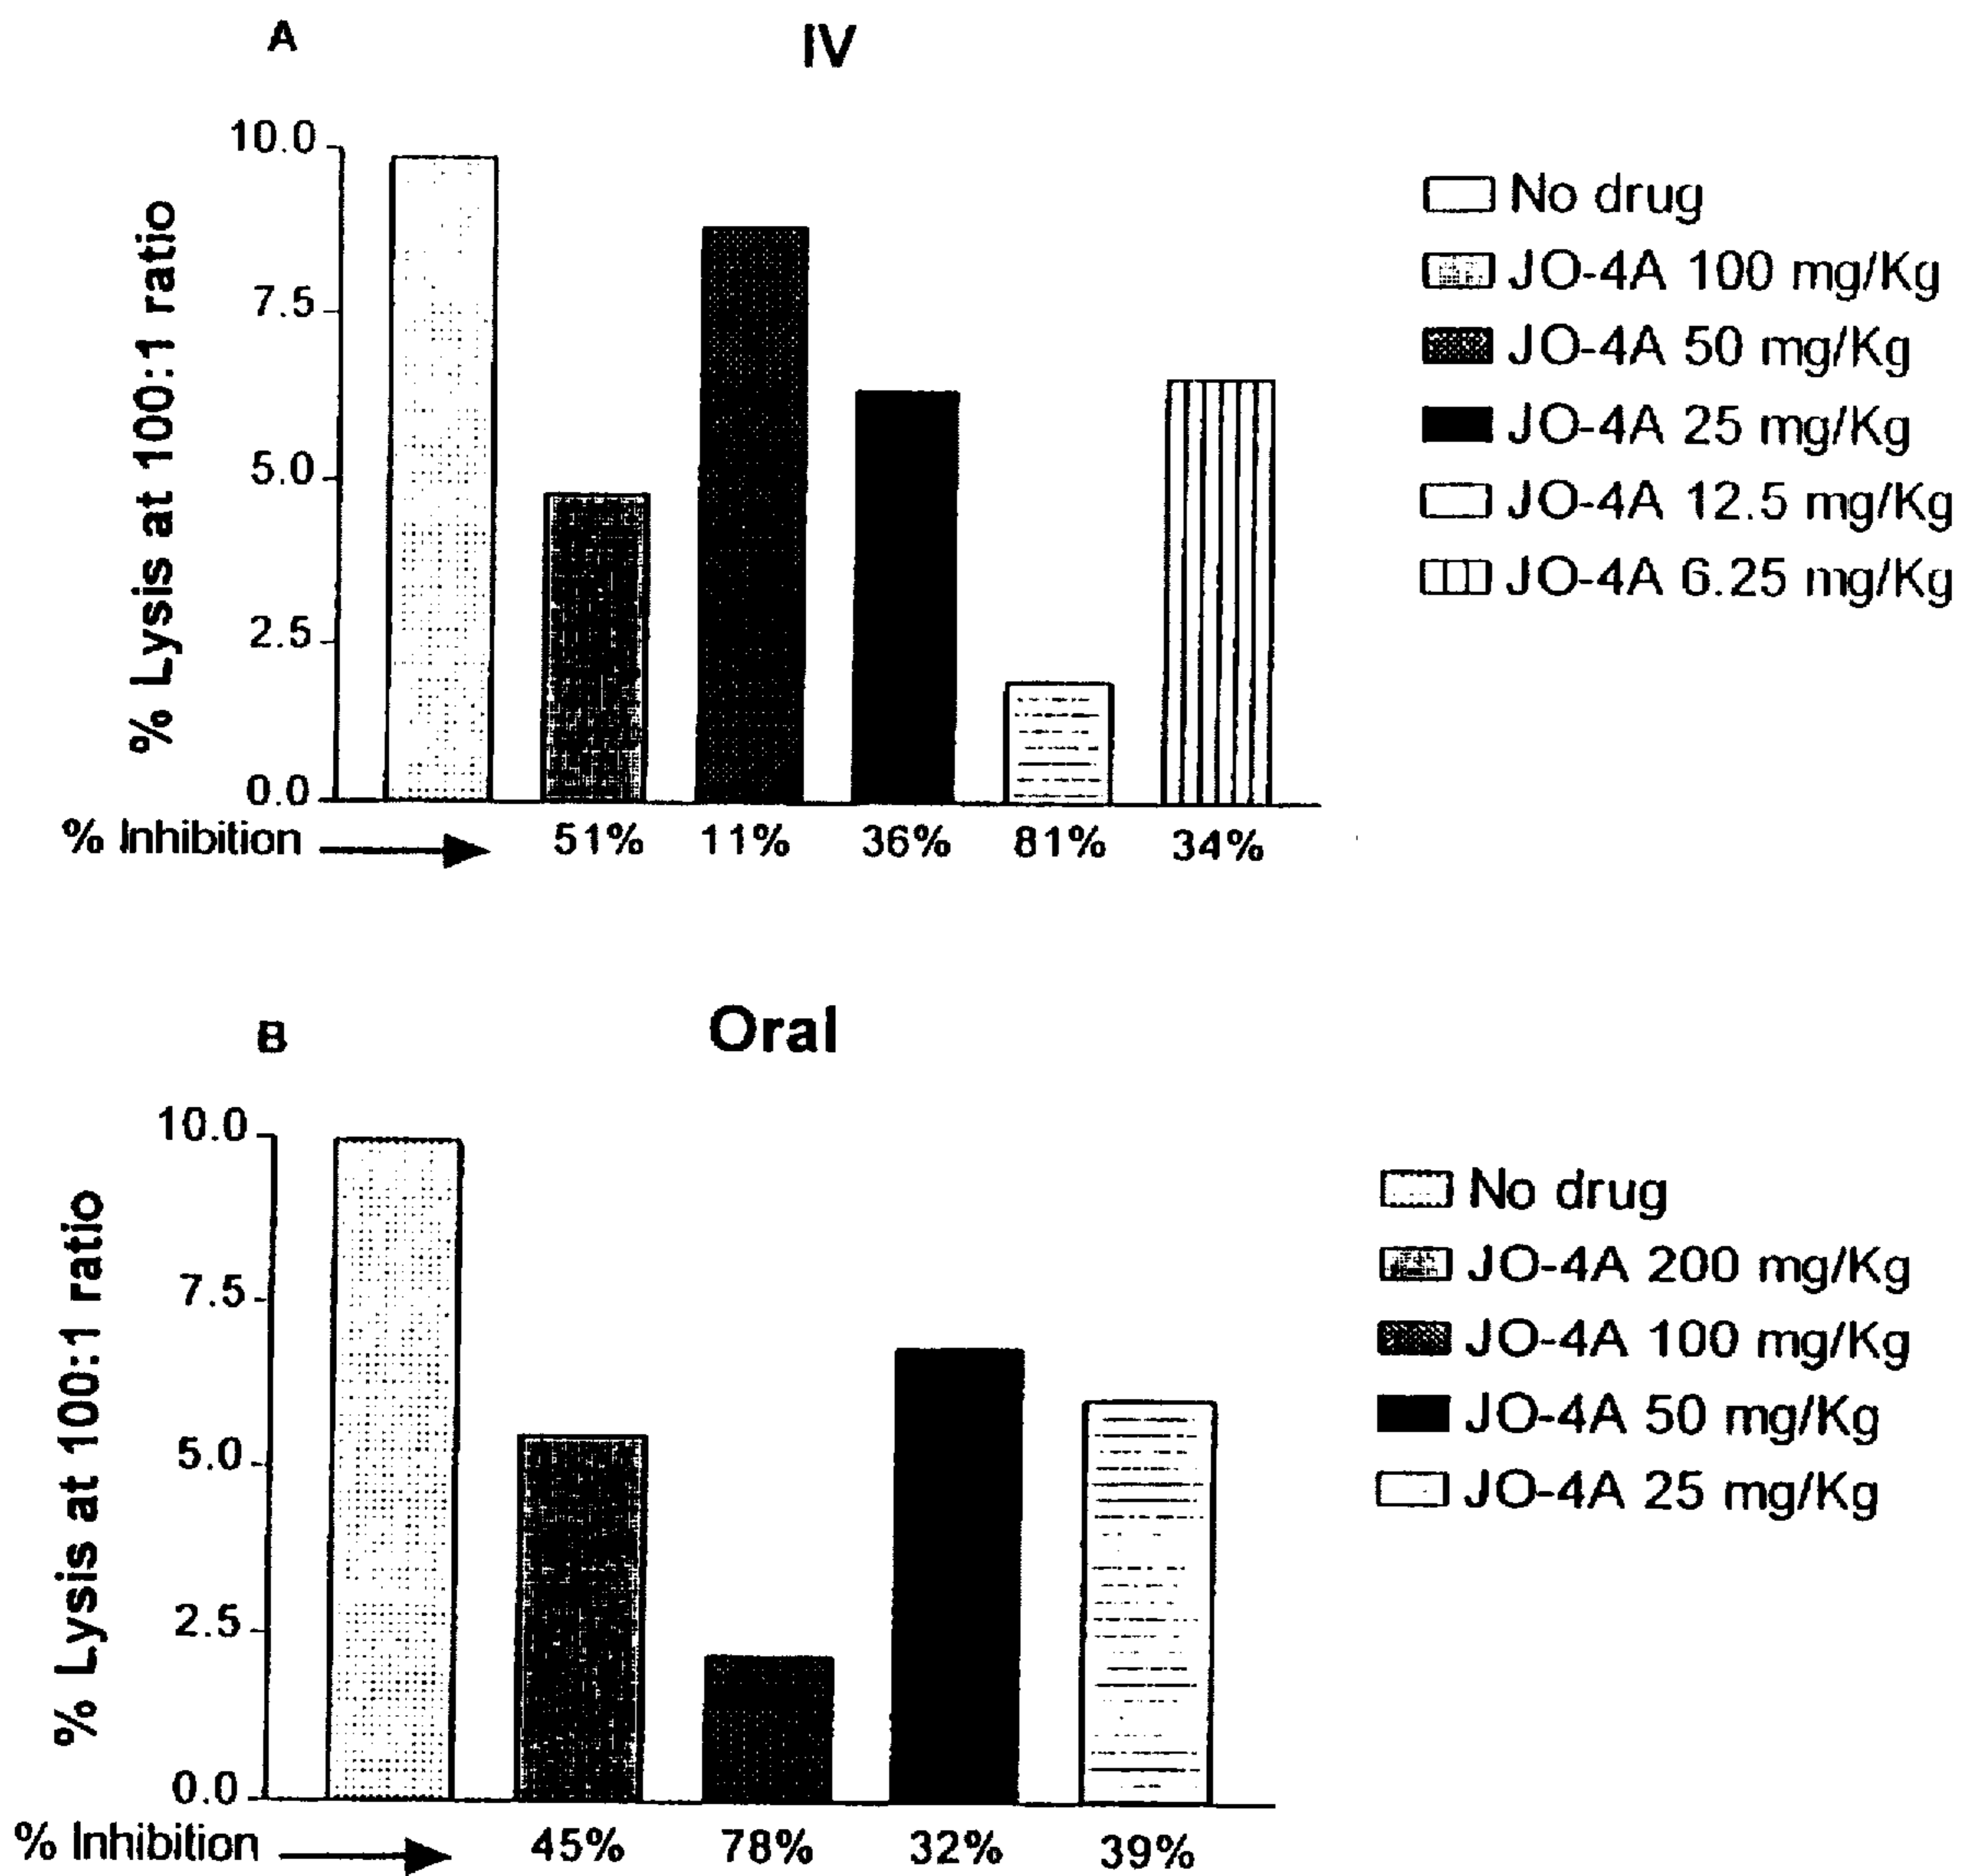 A
IV
10.0
7.5
5.0
2.5
0.0
% Lysis at 100:1 ratio
No drug
JO-4A 100 mg/Kg
JO-4A 50 mg/Kg
JO-4A 25 mg/Kg
JO-4A 12.5 mg/Kg
JO-4A 6.25 mg/Kg
% Inhibition 51% 11% 36% 81% 34%
B
Oral
10.0
7.5
5.0
2.5
0.0
% Lysis at 100:1 ratio
No drug
JO-4A 200 mg/Kg
JO-4A 100 mg/Kg
JO-4A 50 mg/Kg
JO-4A 25 mg/Kg
% Inhibition 45% 78% 32% 39%